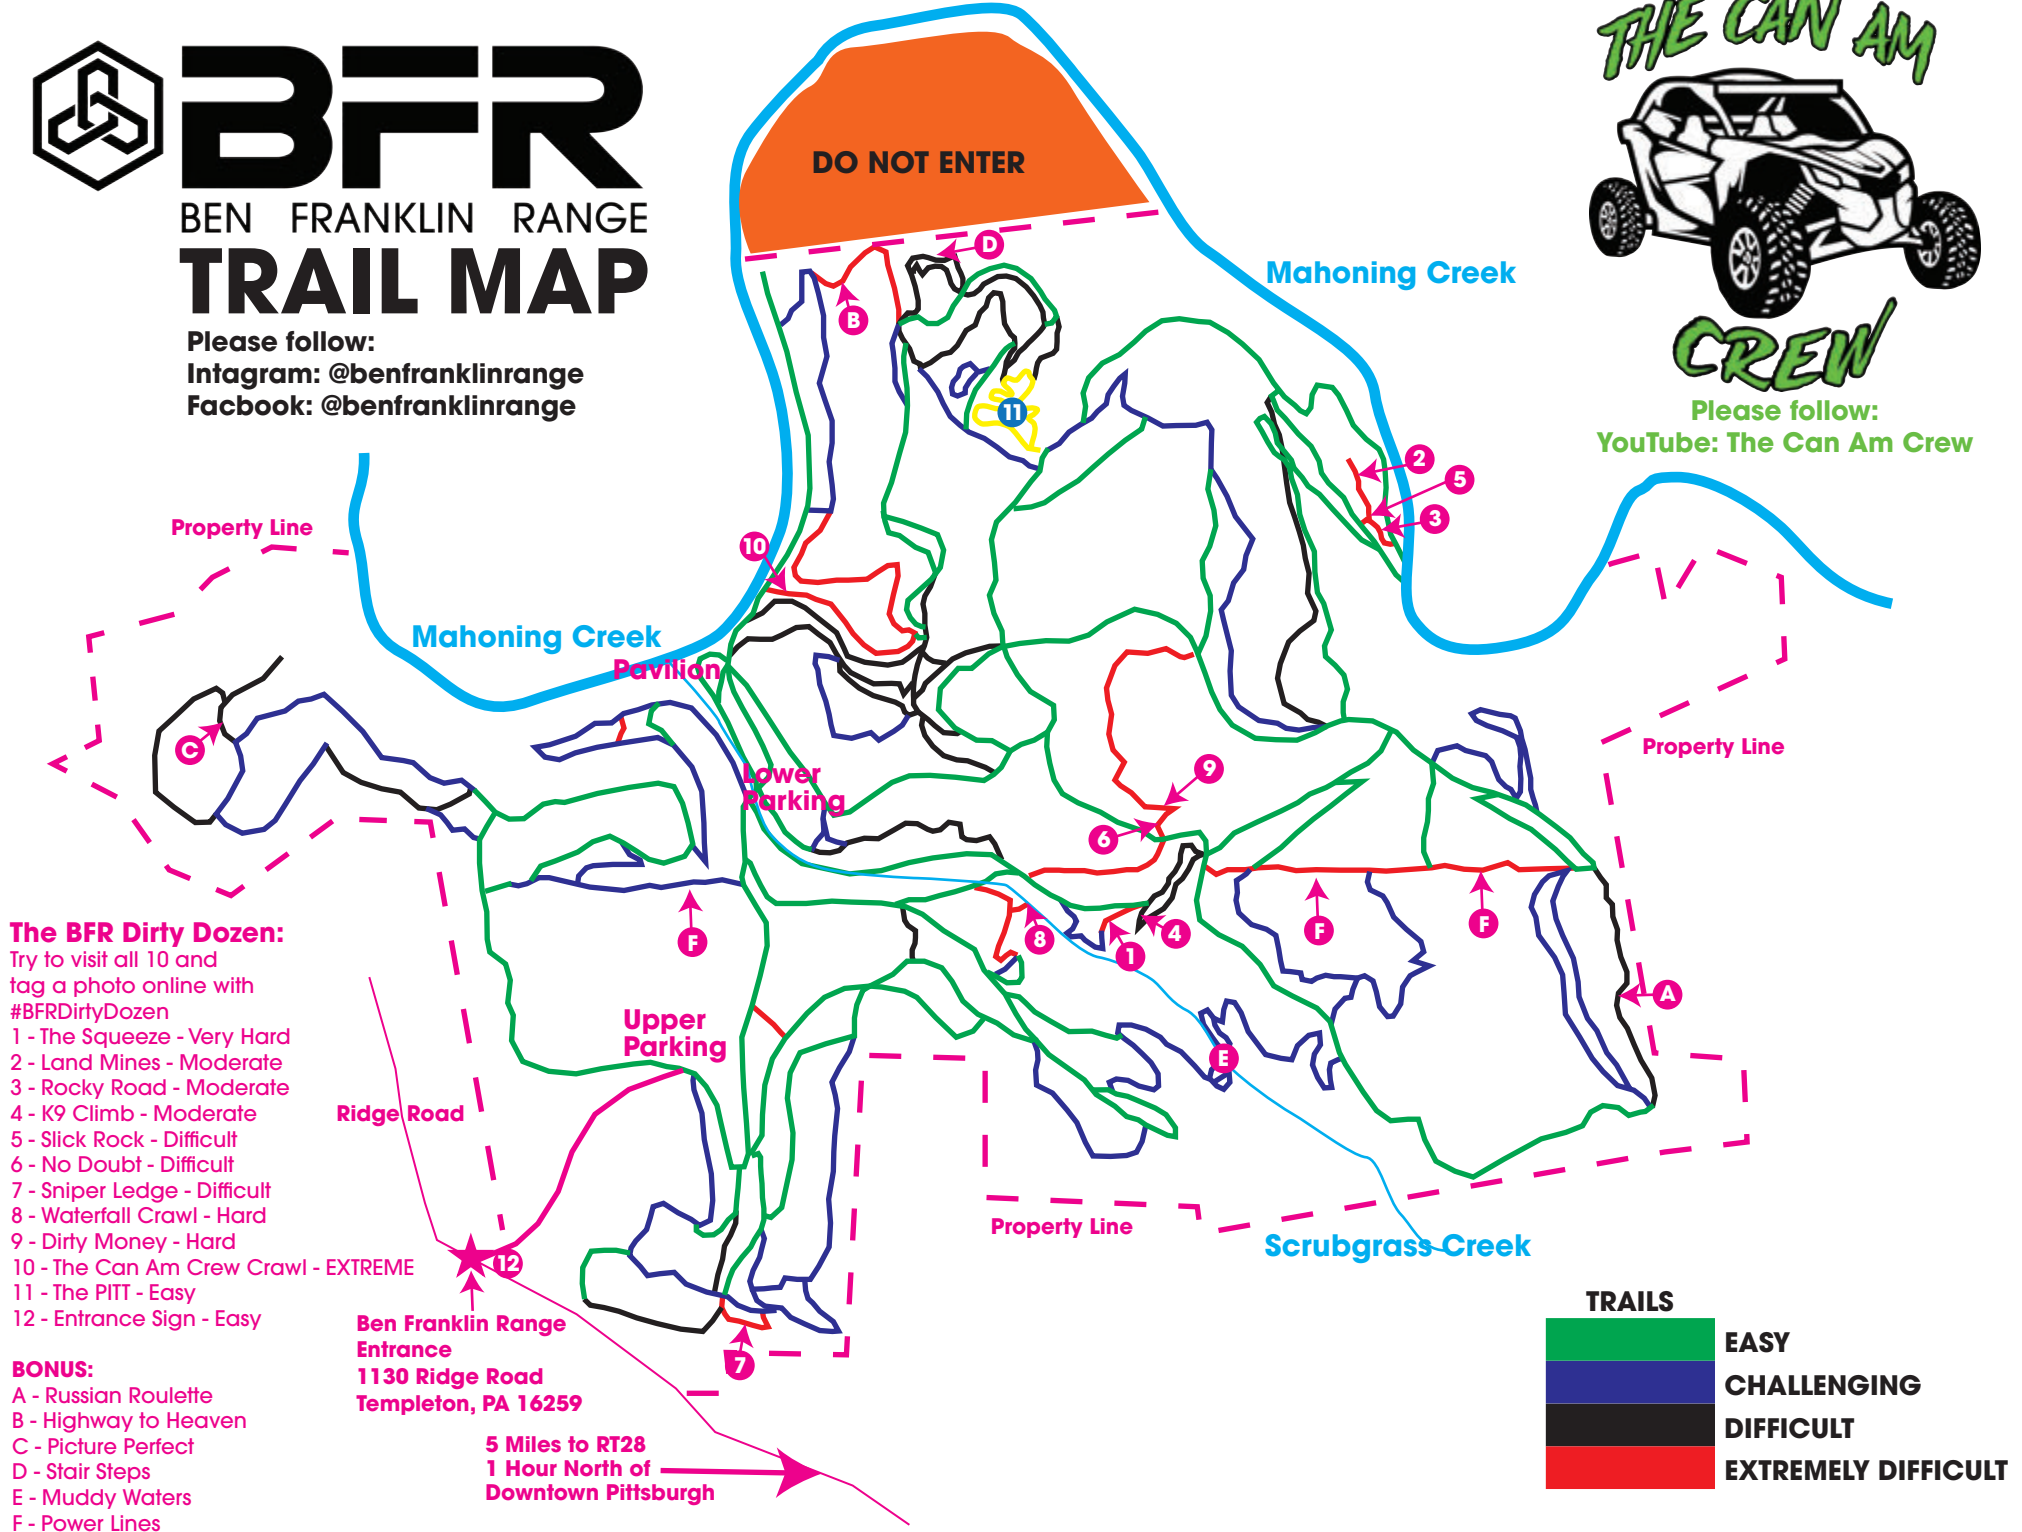 BFR
BEN FRANKLIN RANGE
TRAIL MAP
Please follow:
Intagram: @benfranklinrange
Facbook: @benfranklinrange
THE CAN AM
CREW
Please follow:
YouTube: The Can Am Crew
DO NOT ENTER
D
B
Mahoning Creek
11
2
5
3
10
Property Line
Mahoning Creek
Pavilion
C
Lower
Parking
9
6
Property Line
F
8
1
4
F
F
A
E
Upper
Parking
Ridge Road
The BFR Dirty Dozen:
Try to visit all 10 and
tag a photo online with
#BFRDirtyDozen
1 - The Squeeze - Very Hard
2 - Land Mines - Moderate
3 - Rocky Road - Moderate
4 - K9 Climb - Moderate
5 - Slick Rock - Difficult
6 - No Doubt - Difficult
7 - Sniper Ledge - Difficult
8 - Waterfall Crawl - Hard
9 - Dirty Money - Hard
10 - The Can Am Crew Crawl - EXTREME
11 - The PITT - Easy
12 - Entrance Sign - Easy
BONUS:
A - Russian Roulette
B - Highway to Heaven
C - Picture Perfect
D - Stair Steps
E - Muddy Waters
F - Power Lines
12
Ben Franklin Range
Entrance
1130 Ridge Road
Templeton, PA 16259
7
5 Miles to RT28
1 Hour North of
Downtown Pittsburgh
Property Line
Scrubgrass Creek
TRAILS
EASY
CHALLENGING
DIFFICULT
EXTREMELY DIFFICULT